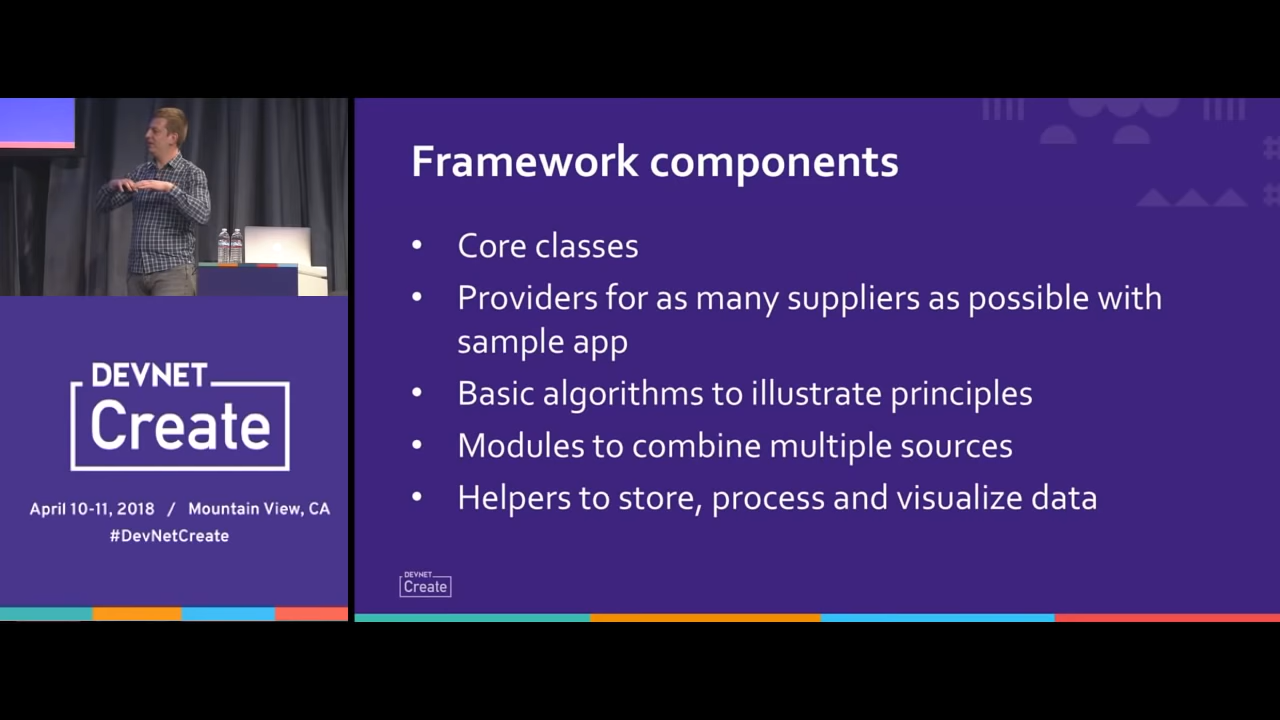 DEVNET
Create
April 10-11, 2018 / Mountain View, CA
#DevNetCreate
Framework components
• Core classes
• Providers for as many suppliers as possible with
sample app
• Basic algorithms to illustrate principles
• Modules to combine multiple sources
• Helpers to store, process and visualize data
DEVNET
Create